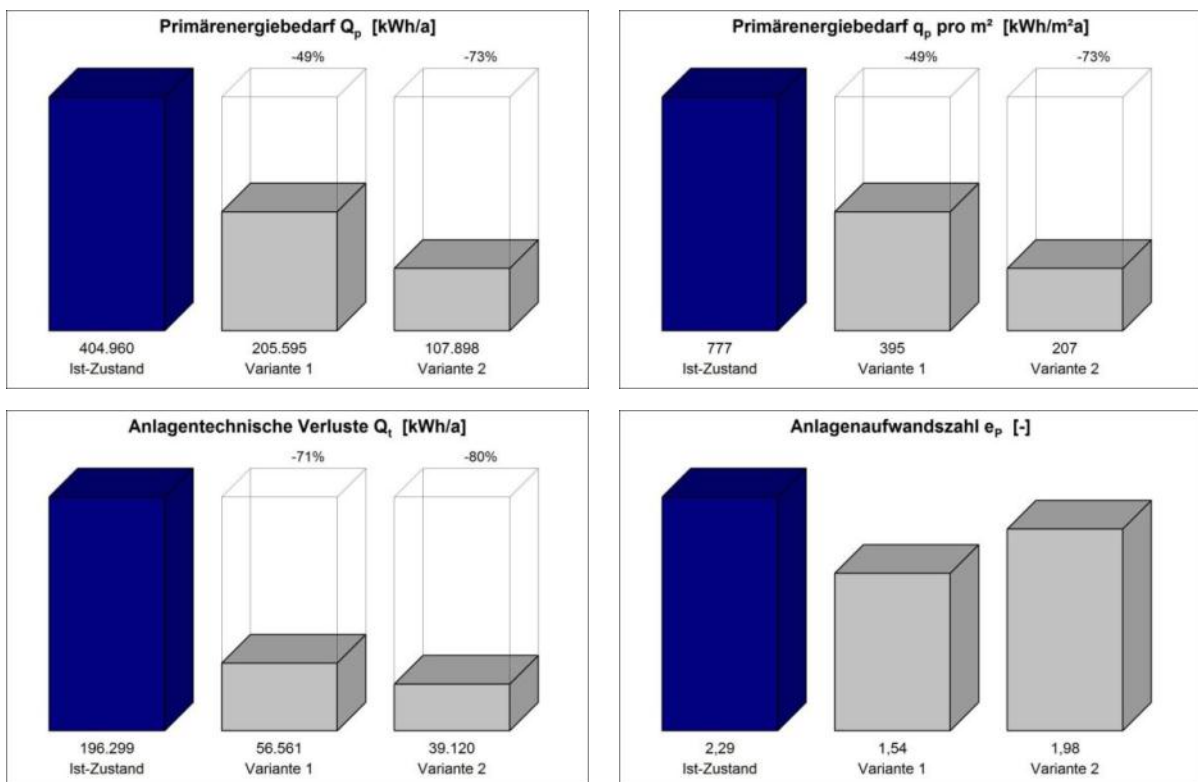 Primärenergiebedarf Qp [kWh/a]
-49% -73%
404.960 205.595 107.898
Ist-Zustand Variante 1 Variante 2
Primärenergiebedarf qp pro m² [kWh/m²a]
-49% -73%
777 395 207
Ist-Zustand Variante 1 Variante 2
Anlagentechnische Verluste Qt [kWh/a]
-71% -80%
196.299 56.561 39.120
Ist-Zustand Variante 1 Variante 2
Anlagenaufwandszahl eP [-]
2,29 1,54 1,98
Ist-Zustand Variante 1 Variante 2